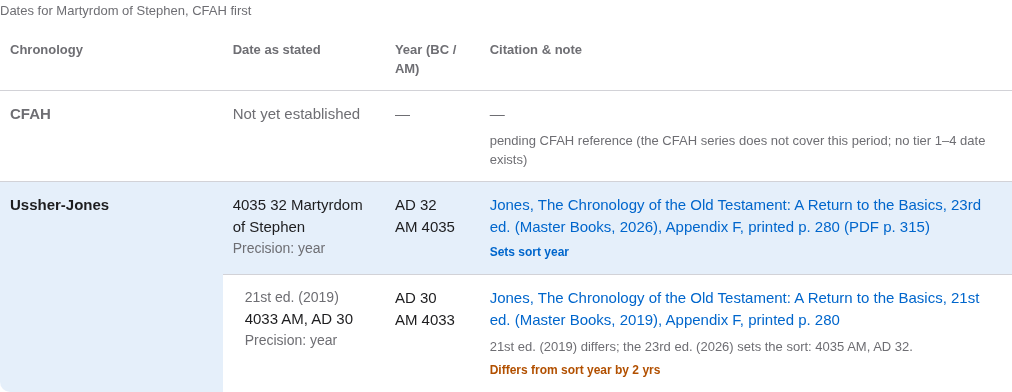 Dates for Martyrdom of Stephen, CFAH first
Chronology
Date as stated
Year (BC /
AM)
Citation & note
CFAH
Not yet established
—
—
pending CFAH reference (the CFAH series does not cover this period; no tier 1–4 date
exists)
Ussher-Jones
4035 32 Martyrdom
of Stephen
Precision: year
AD 32
AM 4035
Jones, The Chronology of the Old Testament: A Return to the Basics, 23rd
ed. (Master Books, 2026), Appendix F, printed p. 280 (PDF p. 315)
Sets sort year
21st ed. (2019)
4033 AM, AD 30
Precision: year
AD 30
AM 4033
Jones, The Chronology of the Old Testament: A Return to the Basics, 21st
ed. (Master Books, 2019), Appendix F, printed p. 280
21st ed. (2019) differs; the 23rd ed. (2026) sets the sort: 4035 AM, AD 32.
Differs from sort year by 2 yrs